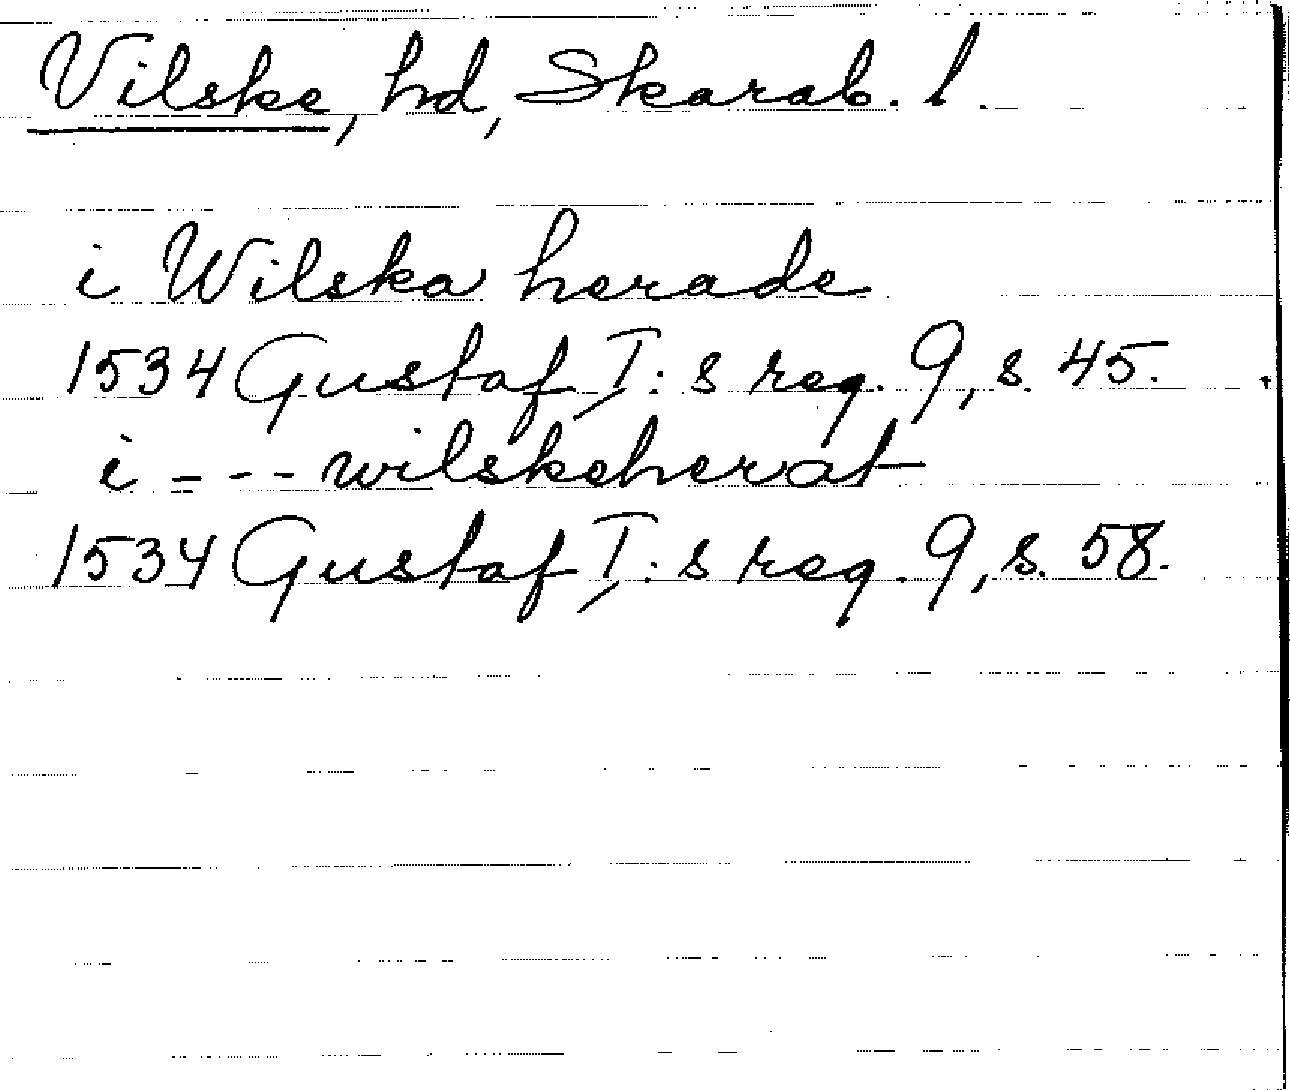 Vilske, hd, Skarab. l.
i Wilska herade
1534 Gustaf I:s reg. 9, s. 45.
i - - - wilskeherat
1534 Gustaf I:s reg. 9, s. 58.